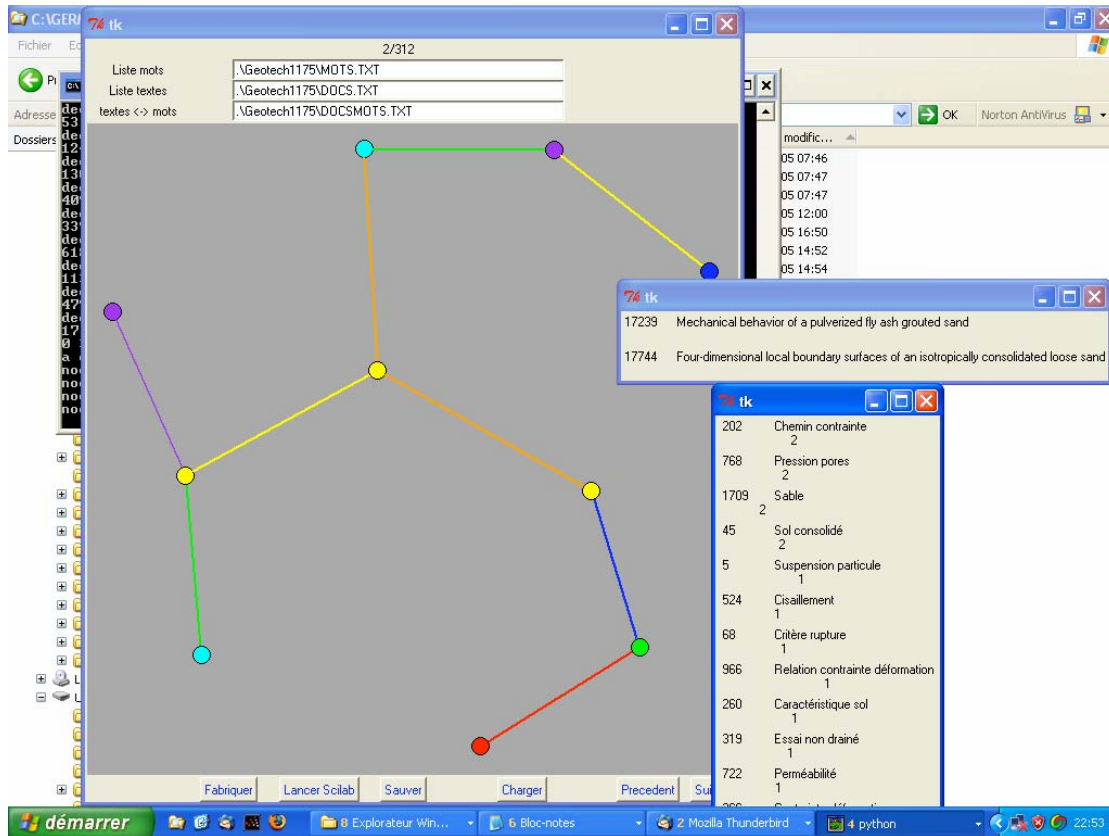 C:\GER
tk
Fichier
2/312
Liste mots
.\Geotech1175\MOTS.TXT
Liste textes
.\Geotech1175\DOCS.TXT
textes <-> mots
.\Geotech1175\DOCSMOTS.TXT
Adresse
OK
Norton AntiVirus
Dossiers
modific...
05 07:46
05 07:47
05 07:47
05 12:00
05 16:50
05 14:52
05 14:54
tk
17239 Mechanical behavior of a pulverized fly ash grouted sand
17744 Four-dimensional local boundary surfaces of an isotropically consolidated loose sand
tk
202 Chemin contrainte
2
768 Pression pores
2
1709 Sable
2
45 Sol consolidé
2
5 Suspension particule
1
524 Cisaillement
1
68 Critère rupture
1
966 Relation contrainte déformation
1
260 Caractéristique sol
1
319 Essai non drainé
1
722 Perméabilité
1
Fabriquer
Lancer Scilab
Sauver
Charger
Precedent
Sui
démarrer
8 Explorateur Win...
6 Bloc-notes
2 Mozilla Thunderbird
4 python
22:53